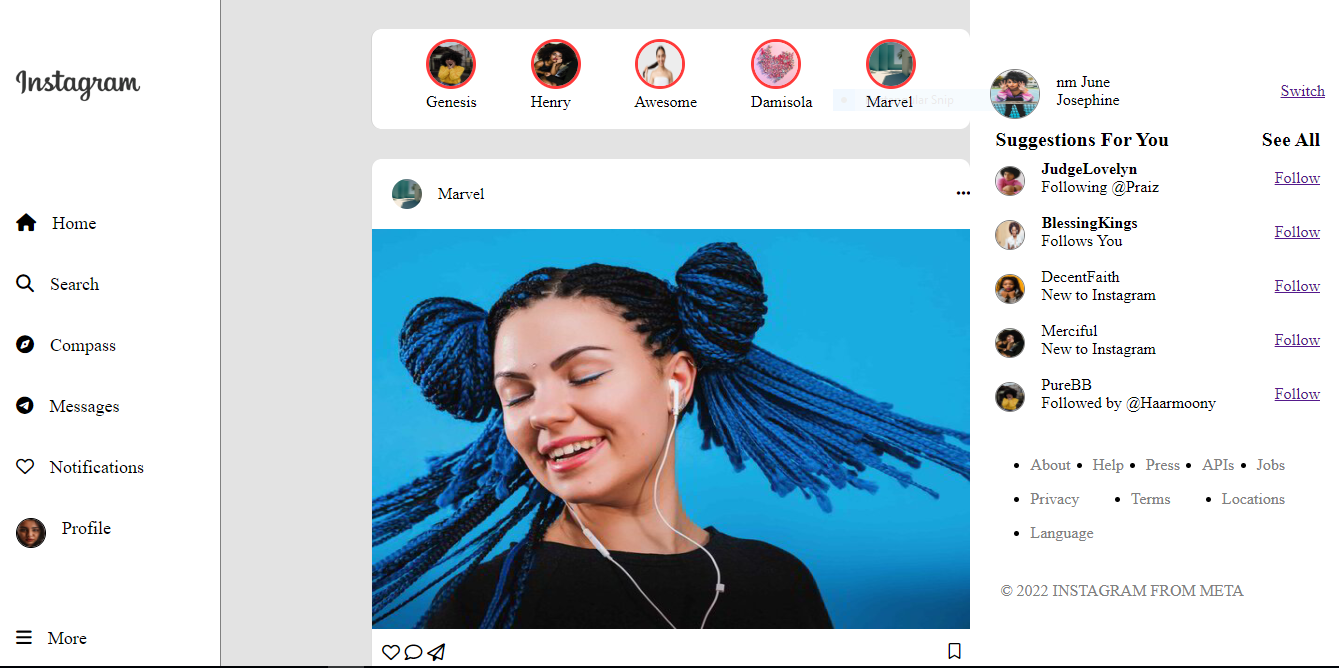 Instagram
Home
Search
Compass
Messages
Notifications
Profile
More
Genesis
Henry
Awesome
Damisola
Marvel
Snip
Marvel
nm June
Josephine
Switch
Suggestions For You
See All
JudgeLovelyn
Following @Praiz
Follow
BlessingKings
Follows You
Follow
DecentFaith
New to Instagram
Follow
Merciful
New to Instagram
Follow
PureBB
Followed by @Haarmoony
Follow
About
Help
Press
APIs
Jobs
Privacy
Terms
Locations
Language
© 2022 INSTAGRAM FROM META